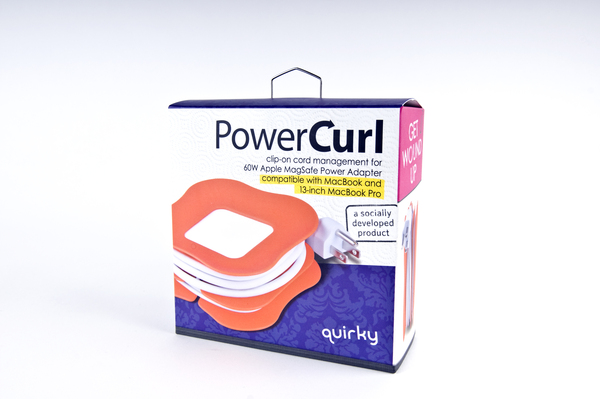 PowerCurl
clip-on cord management for
60W Apple MagSafe Power Adapter
compatible with MacBook and
13-inch MacBook Pro
a socially
developed
product
quirky
GET
WOUND
UP